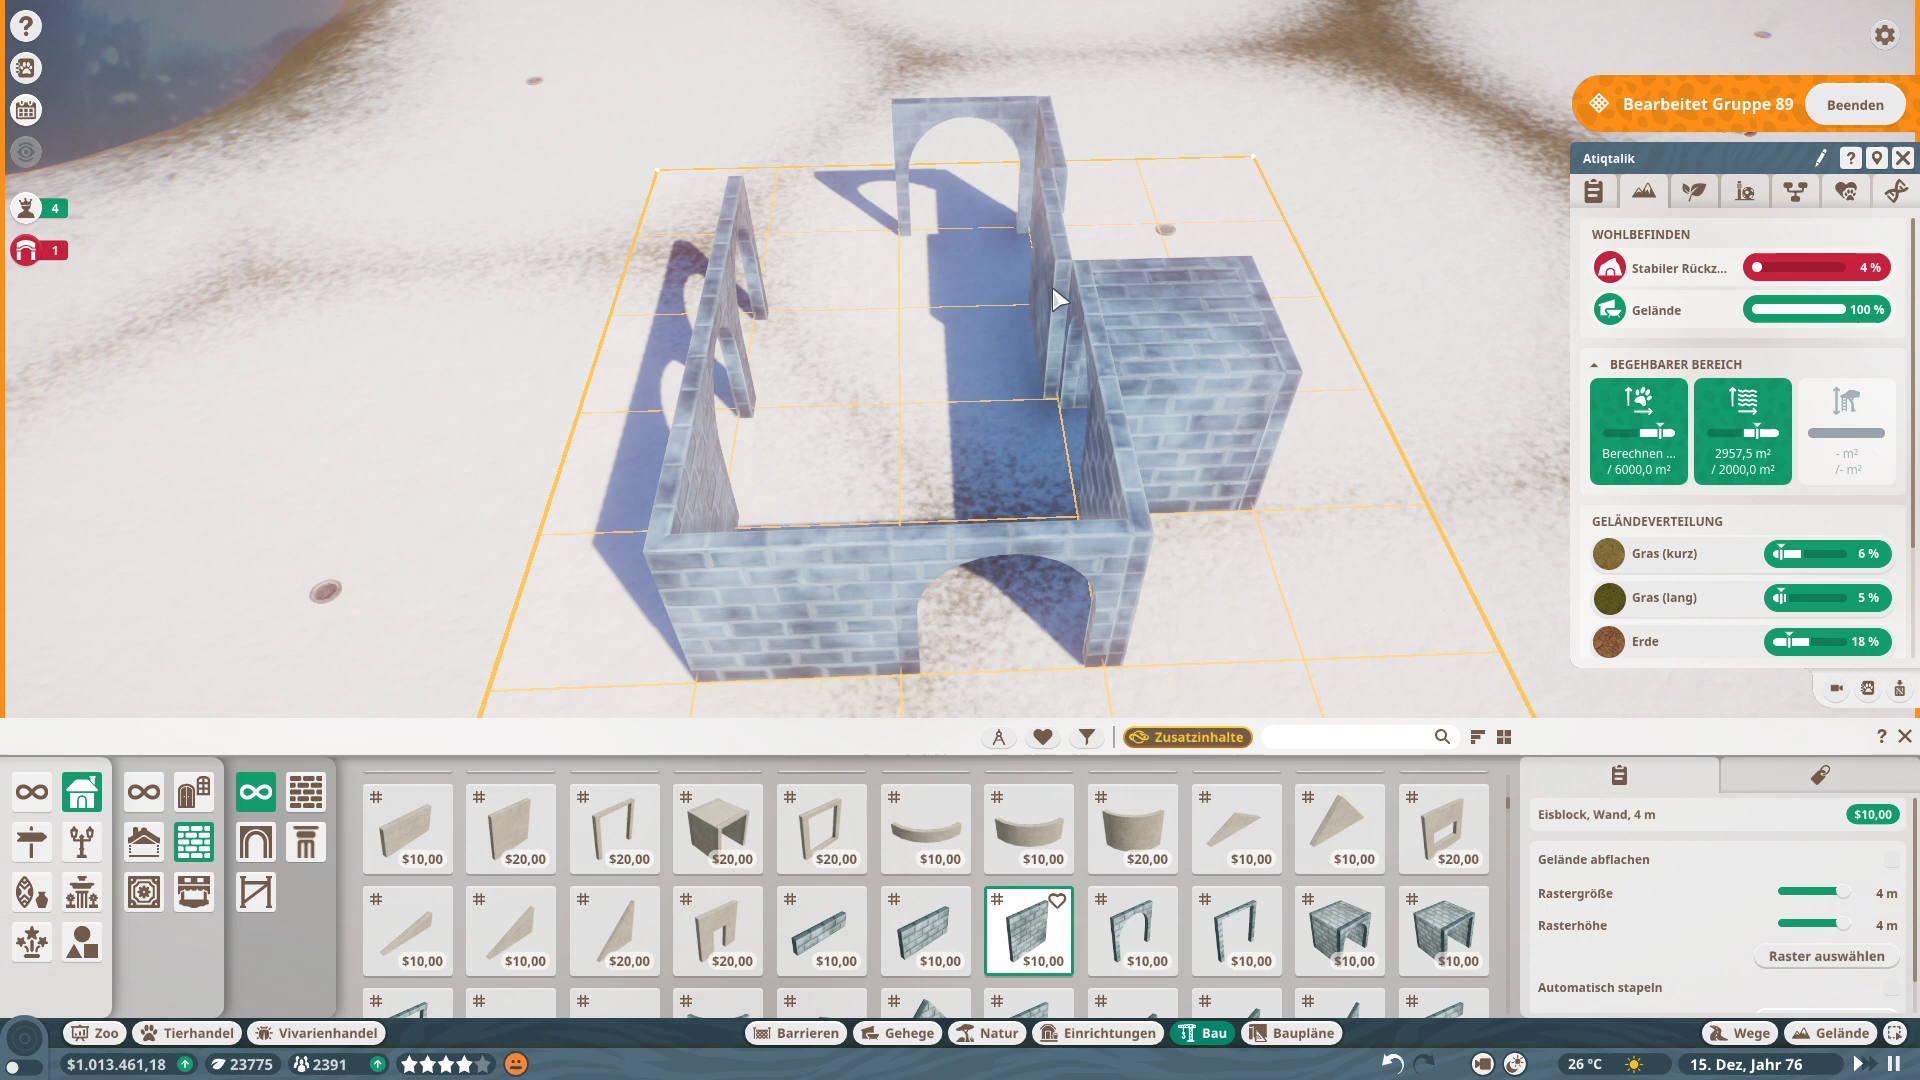 4
1
Bearbeitet Gruppe 89
Beenden
Atiqtalik
WOHLBEFINDEN
Stabiler Rückz...
4 %
Gelände
100 %
BEGEHBARER BEREICH
Berechnen ...
/ 6000,0 m²
2957,5 m²
/ 2000,0 m²
- m²
/- m²
GELÄNDEVERTEILUNG
Gras (kurz)
6 %
Gras (lang)
5 %
Erde
18 %
Zusatzinhalte
$10,00 $20,00 $20,00 $20,00 $20,00 $10,00 $10,00 $20,00 $10,00 $10,00 $20,00
$10,00 $10,00 $20,00 $20,00 $10,00 $10,00 $10,00 $10,00 $10,00 $10,00 $10,00
Eisblock, Wand, 4 m
$10,00
Gelände abflachen
Rastergröße
4 m
Rasterhöhe
4 m
Raster auswählen
Automatisch stapeln
Zoo
Tierhandel
Vivarienhandel
Barrieren
Gehege
Natur
Einrichtungen
Bau
Baupläne
Wege
Gelände
$1.013.461,18
23775
2391
26 °C
15. Dez, Jahr 76